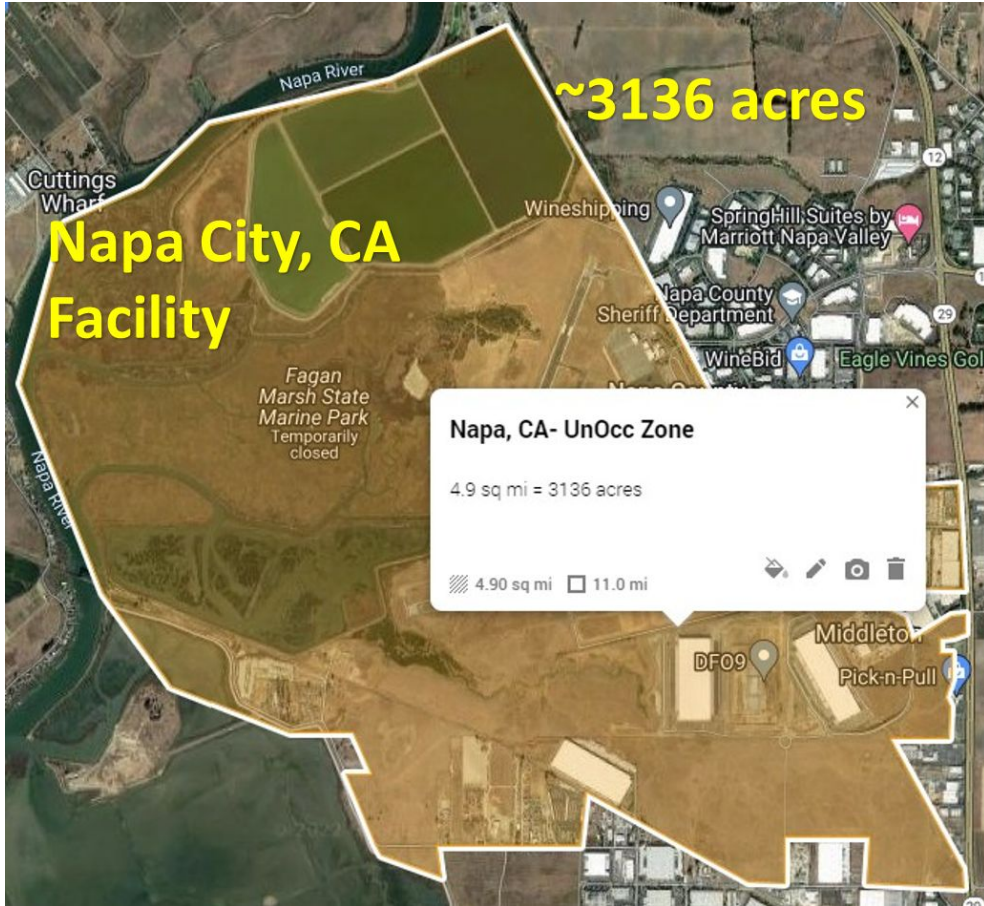 Napa River
~3136 acres
12
Cuttings
Wharf
Wineshipping
SpringHill Suites by
Marriott Napa Valley
Napa City, CA
Facility
Napa County
Sheriff Department
29
WineBid
Eagle Vines Gol
Fagan
Marsh State
Marine Park
Temporarily
closed
Napa County
Napa, CA- UnOcc Zone
4.9 sq mi = 3136 acres
4.90 sq mi
11.0 mi
Napa River
Middleton
DFO9
Pick-n-Pull